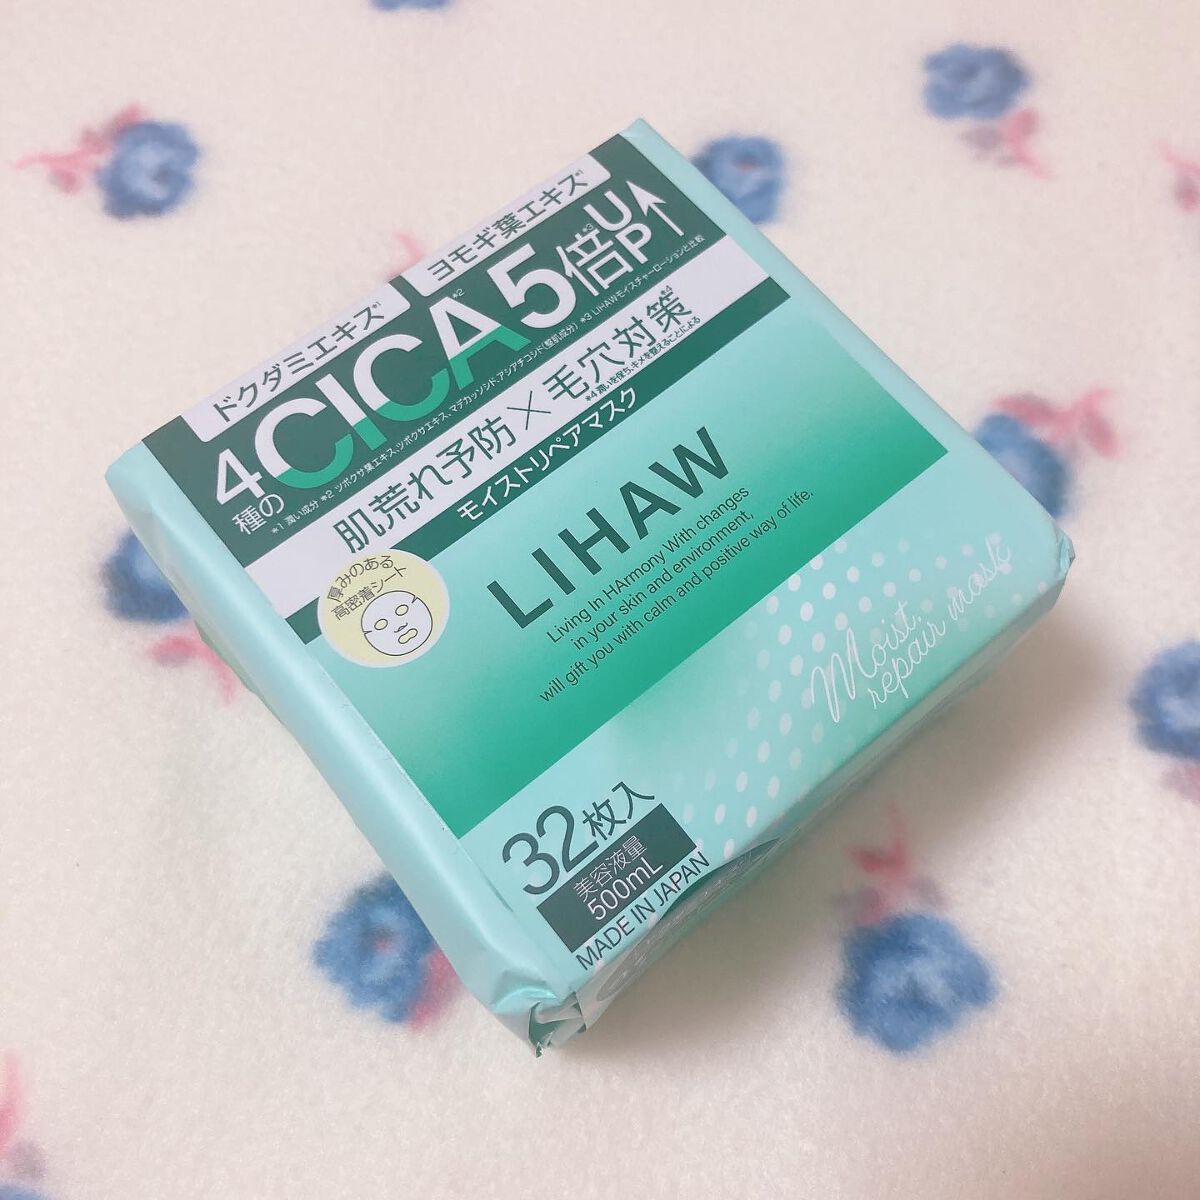 ドクダミエキス*1
ヨモギ葉エキス*1
4種のCICA*2 5倍*3UP
*1 潤い成分 *2 ツボクサ葉エキス、ツボクサエキス、マデカッソシド、アシアチコシド(整肌成分) *3 LIHAWモイスチャーローションと比較
肌荒れ予防×毛穴対策*4
*4 潤いを保ち、キメを整えることによる
モイストリペアマスク
厚みのある
高密着シート
LIHAW
Living In HArmony With changes
in your skin and environment,
will gift you with calm and positive way of life.
Moist
repair mask
32枚入
美容液量
500mL
MADE IN JAPAN